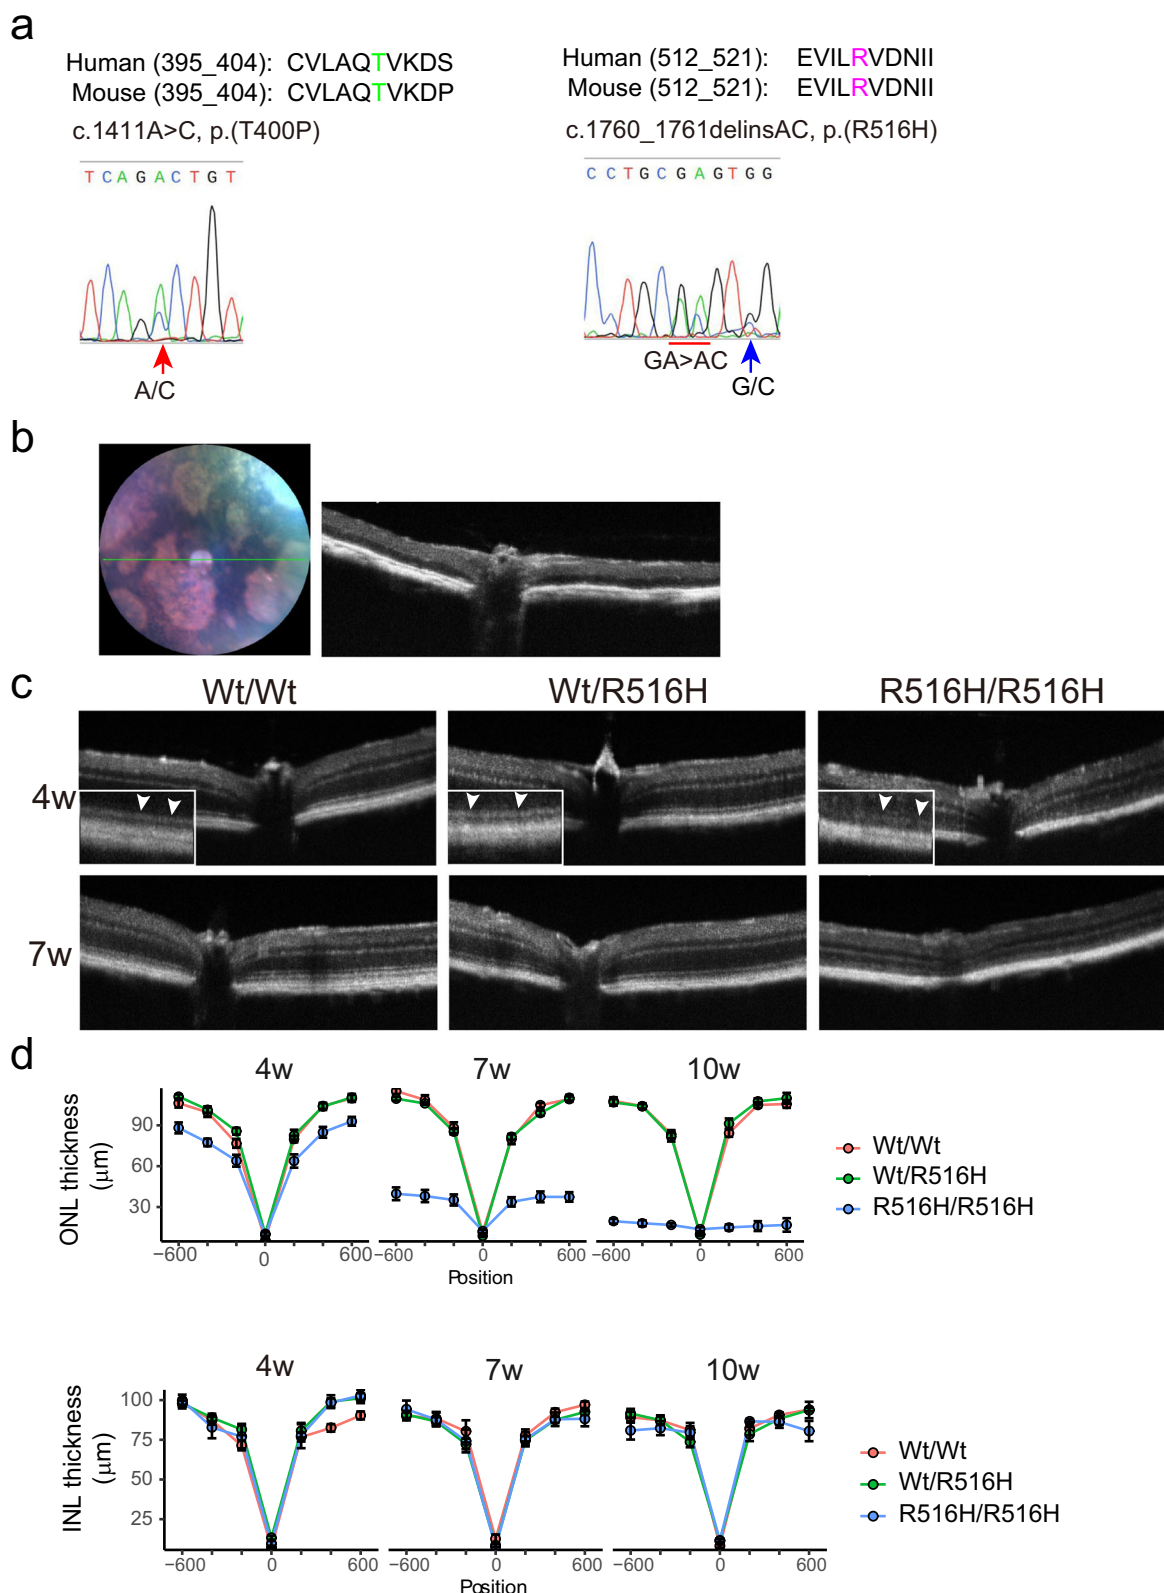 a
Human (395_404): CVLAQTVKDS
Mouse (395_404): CVLAQTVKDP
c.1411A>C, p.(T400P)
T C A G A C T G T
A/C
Human (512_521): EVILRVDNII
Mouse (512_521): EVILRVDNII
c.1760_1761delinsAC, p.(R516H)
C C T G C G A G T G G
GA>AC
G/C
b
c
Wt/Wt
Wt/R516H
R516H/R516H
4w
7w
d
4w
7w
10w
ONL thickness
(μm)
90
60
30
−600 0 600
−600 0 600
−600 0 600
Position
Wt/Wt
Wt/R516H
R516H/R516H
4w
7w
10w
INL thickness
(μm)
100
75
50
25
−600 0 600
−600 0 600
−600 0 600
Position
Wt/Wt
Wt/R516H
R516H/R516H